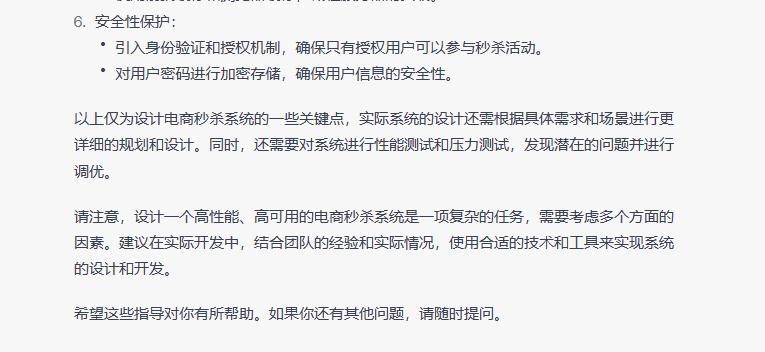 6. 安全性保护：
• 引入身份验证和授权机制，确保只有授权用户可以参与秒杀活动。
• 对用户密码进行加密存储，确保用户信息的安全性。
以上仅为设计电商秒杀系统的一些关键点，实际系统的设计还需根据具体需求和场景进行更
详细的规划和设计。同时，还需要对系统进行性能测试和压力测试，发现潜在的问题并进行
调优。
请注意，设计一个高性能、高可用的电商秒杀系统是一项复杂的任务，需要考虑多个方面的
因素。建议在实际开发中，结合团队的经验和实际情况，使用合适的技术和工具来实现系统
的设计和开发。
希望这些指导对你有所帮助。如果你还有其他问题，请随时提问。